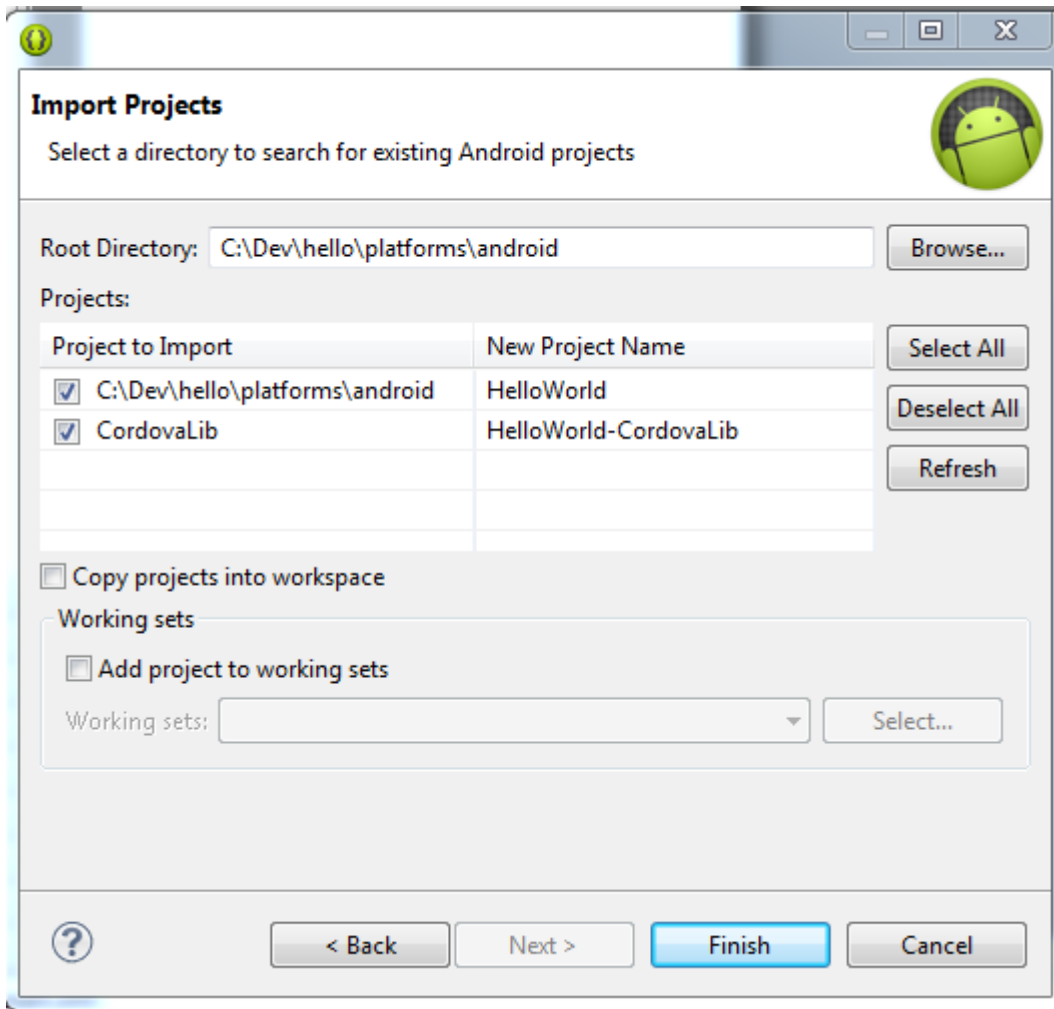 Import Projects
Select a directory to search for existing Android projects
Root Directory: C:\Dev\hello\platforms\android Browse...
Projects:
Project to Import New Project Name Select All
C:\Dev\hello\platforms\android HelloWorld
Deselect All
CordovaLib HelloWorld-CordovaLib
Refresh
Copy projects into workspace
Working sets
Add project to working sets
Working sets: Select...
< Back Next > Finish Cancel